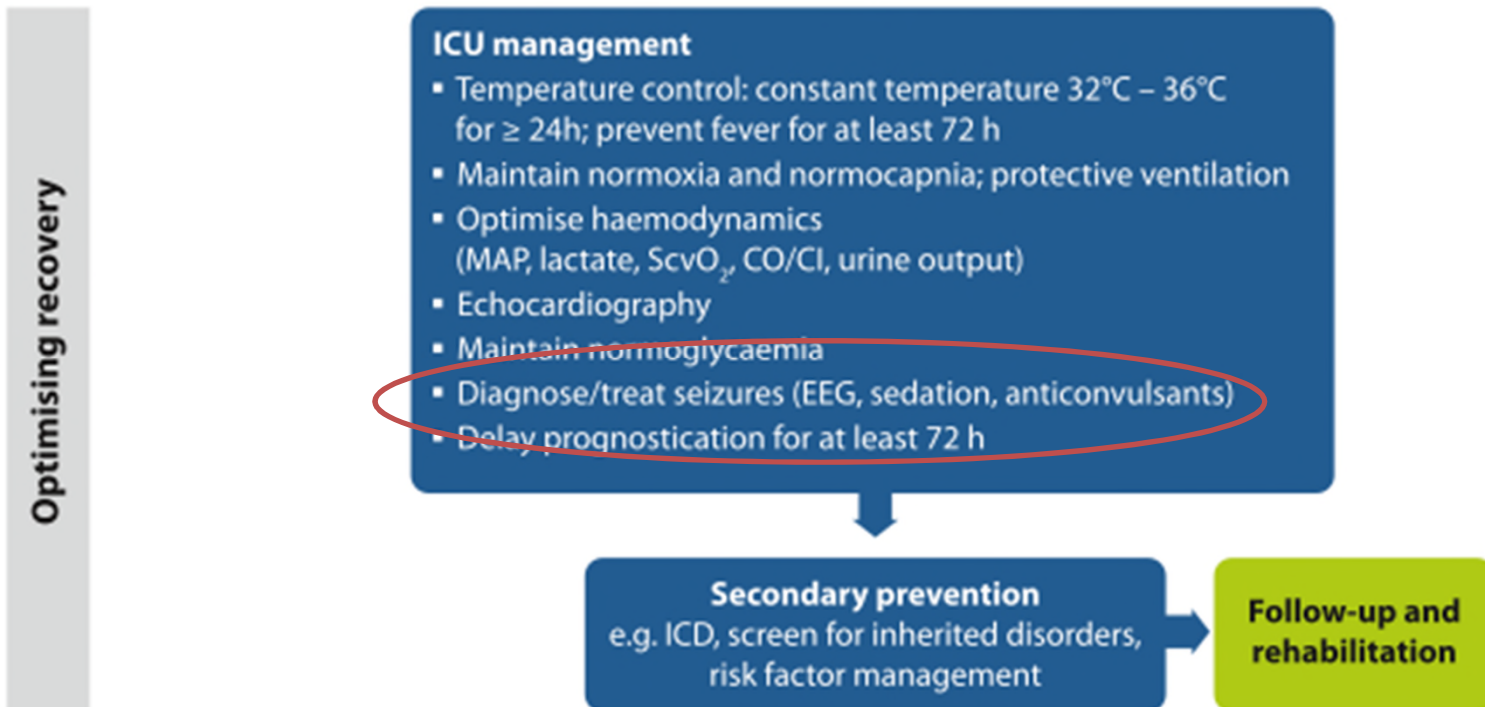 Optimising recovery
ICU management
▪ Temperature control: constant temperature 32°C – 36°C
for ≥ 24h; prevent fever for at least 72 h
▪ Maintain normoxia and normocapnia; protective ventilation
▪ Optimise haemodynamics
(MAP, lactate, ScvO₂, CO/CI, urine output)
▪ Echocardiography
▪ Maintain normoglycaemia
▪ Diagnose/treat seizures (EEG, sedation, anticonvulsants)
▪ Delay prognostication for at least 72 h
Secondary prevention
e.g. ICD, screen for inherited disorders,
risk factor management
Follow-up and
rehabilitation